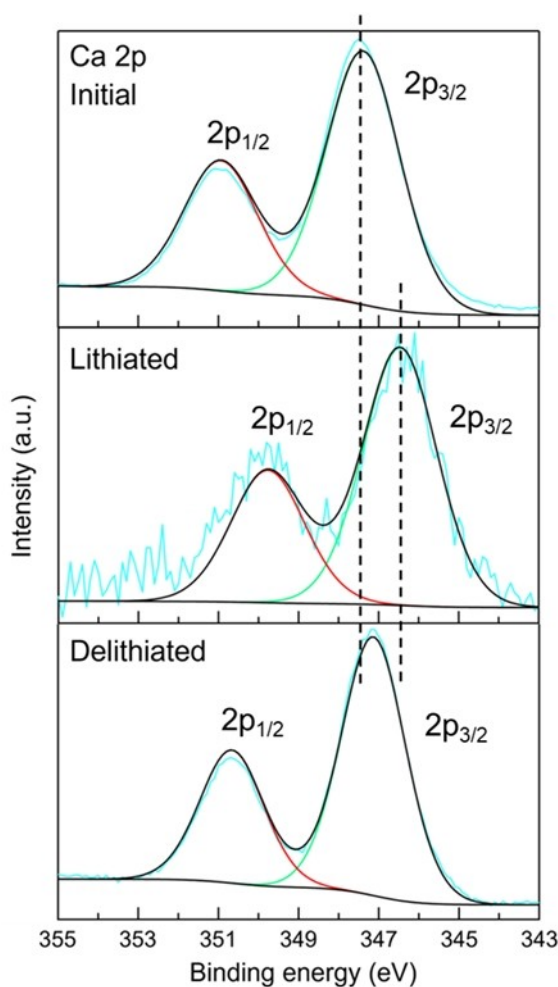 Ca 2p
Initial
2p1/2
2p3/2
Lithiated
2p1/2
2p3/2
Delithiated
2p1/2
2p3/2
Intensity (a.u.)
355 353 351 349 347 345 343
Binding energy (eV)